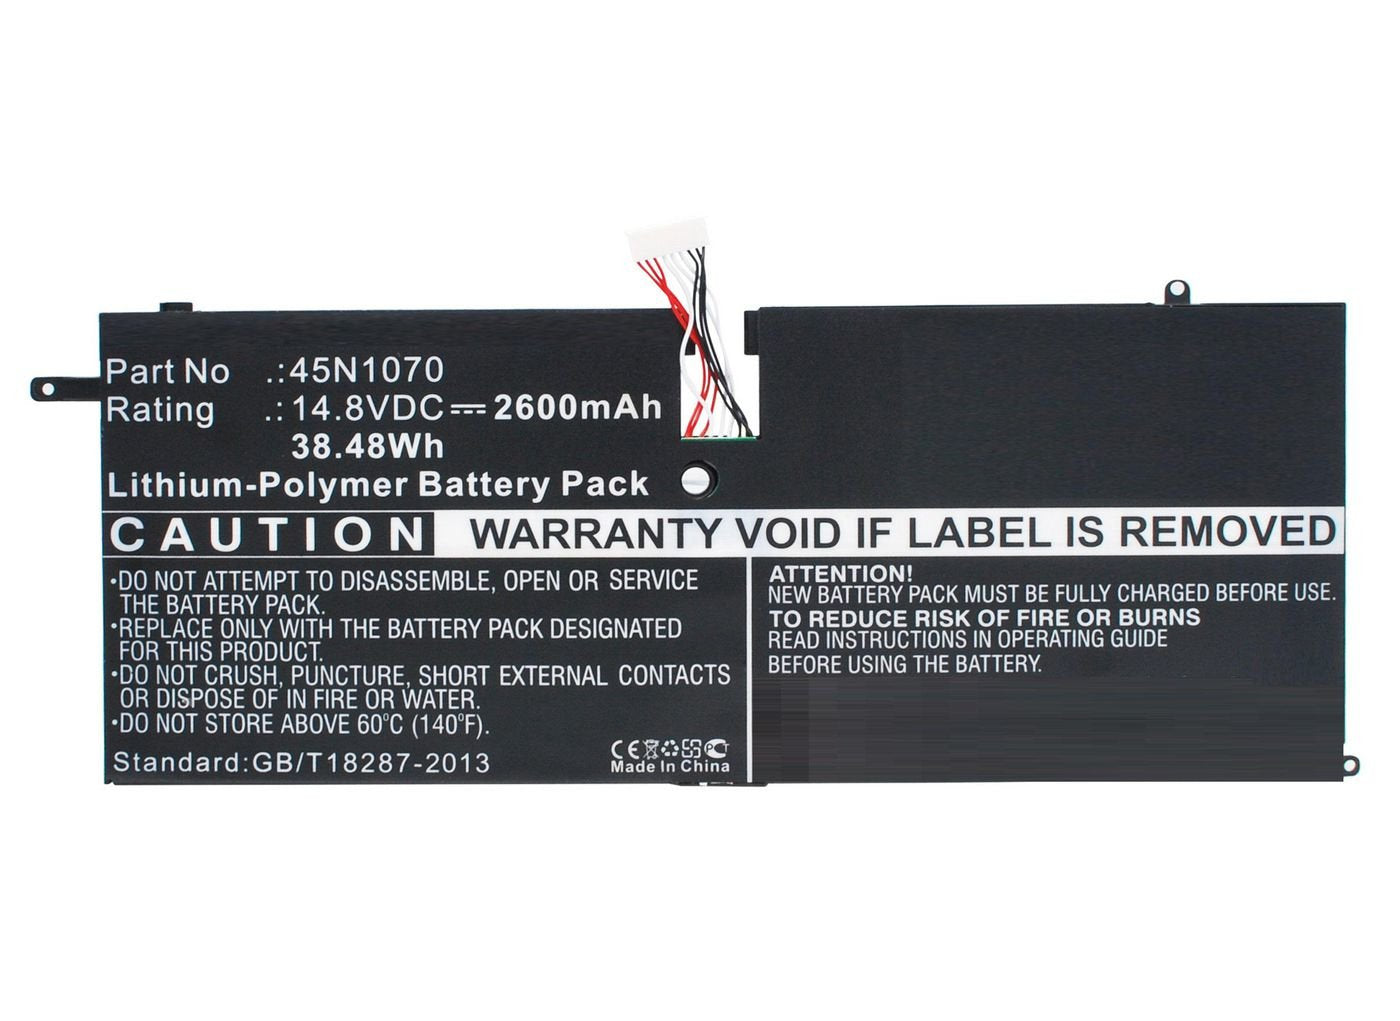 Part No .:45N1070
Rating .:14.8VDC⎓2600mAh
38.48Wh
Lithium-Polymer Battery Pack
CAUTION WARRANTY VOID IF LABEL IS REMOVED
•DO NOT ATTEMPT TO DISASSEMBLE, OPEN OR SERVICE
THE BATTERY PACK.
•REPLACE ONLY WITH THE BATTERY PACK DESIGNATED
FOR THIS PRODUCT.
•DO NOT CRUSH, PUNCTURE, SHORT EXTERNAL CONTACTS
OR DISPOSE OF IN FIRE OR WATER.
•DO NOT STORE ABOVE 60°C (140°F).
Standard:GB/T18287-2013
CE
Made In China
ATTENTION!
NEW BATTERY PACK MUST BE FULLY CHARGED BEFORE USE.
TO REDUCE RISK OF FIRE OR BURNS
READ INSTRUCTIONS IN OPERATING GUIDE
BEFORE USING THE BATTERY.